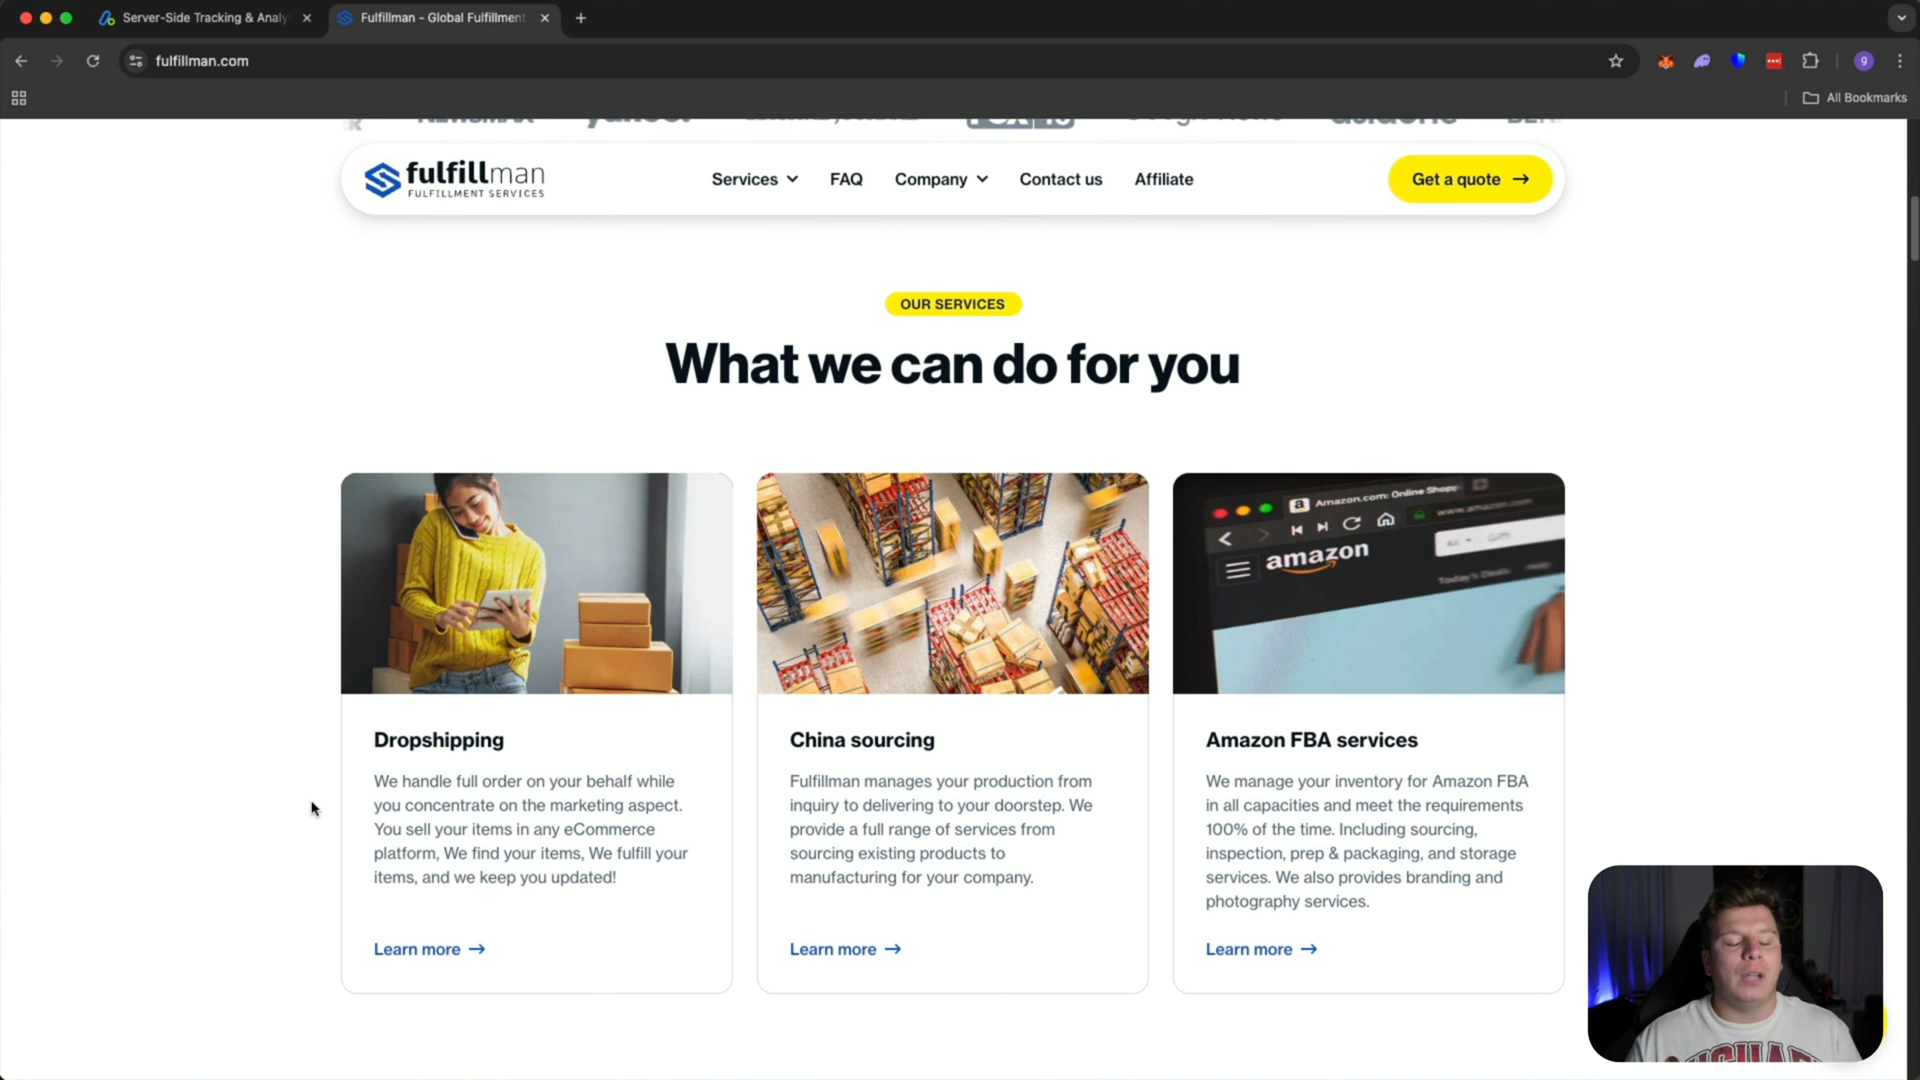 Server-Side Tracking & Analy
Fulfillman - Global Fulfillment
fulfillman.com
g
All Bookmarks
fulfillman
FULFILLMENT SERVICES
Services
FAQ
Company
Contact us
Affiliate
Get a quote →
OUR SERVICES
What we can do for you
Amazon.com: Online Shopp
amazon
Today's Deals
Dropshipping
We handle full order on your behalf while
you concentrate on the marketing aspect.
You sell your items in any eCommerce
platform, We find your items, We fulfill your
items, and we keep you updated!
Learn more →
China sourcing
Fulfillman manages your production from
inquiry to delivering to your doorstep. We
provide a full range of services from
sourcing existing products to
manufacturing for your company.
Learn more →
Amazon FBA services
We manage your inventory for Amazon FBA
in all capacities and meet the requirements
100% of the time. Including sourcing,
inspection, prep & packaging, and storage
services. We also provides branding and
photography services.
Learn more →